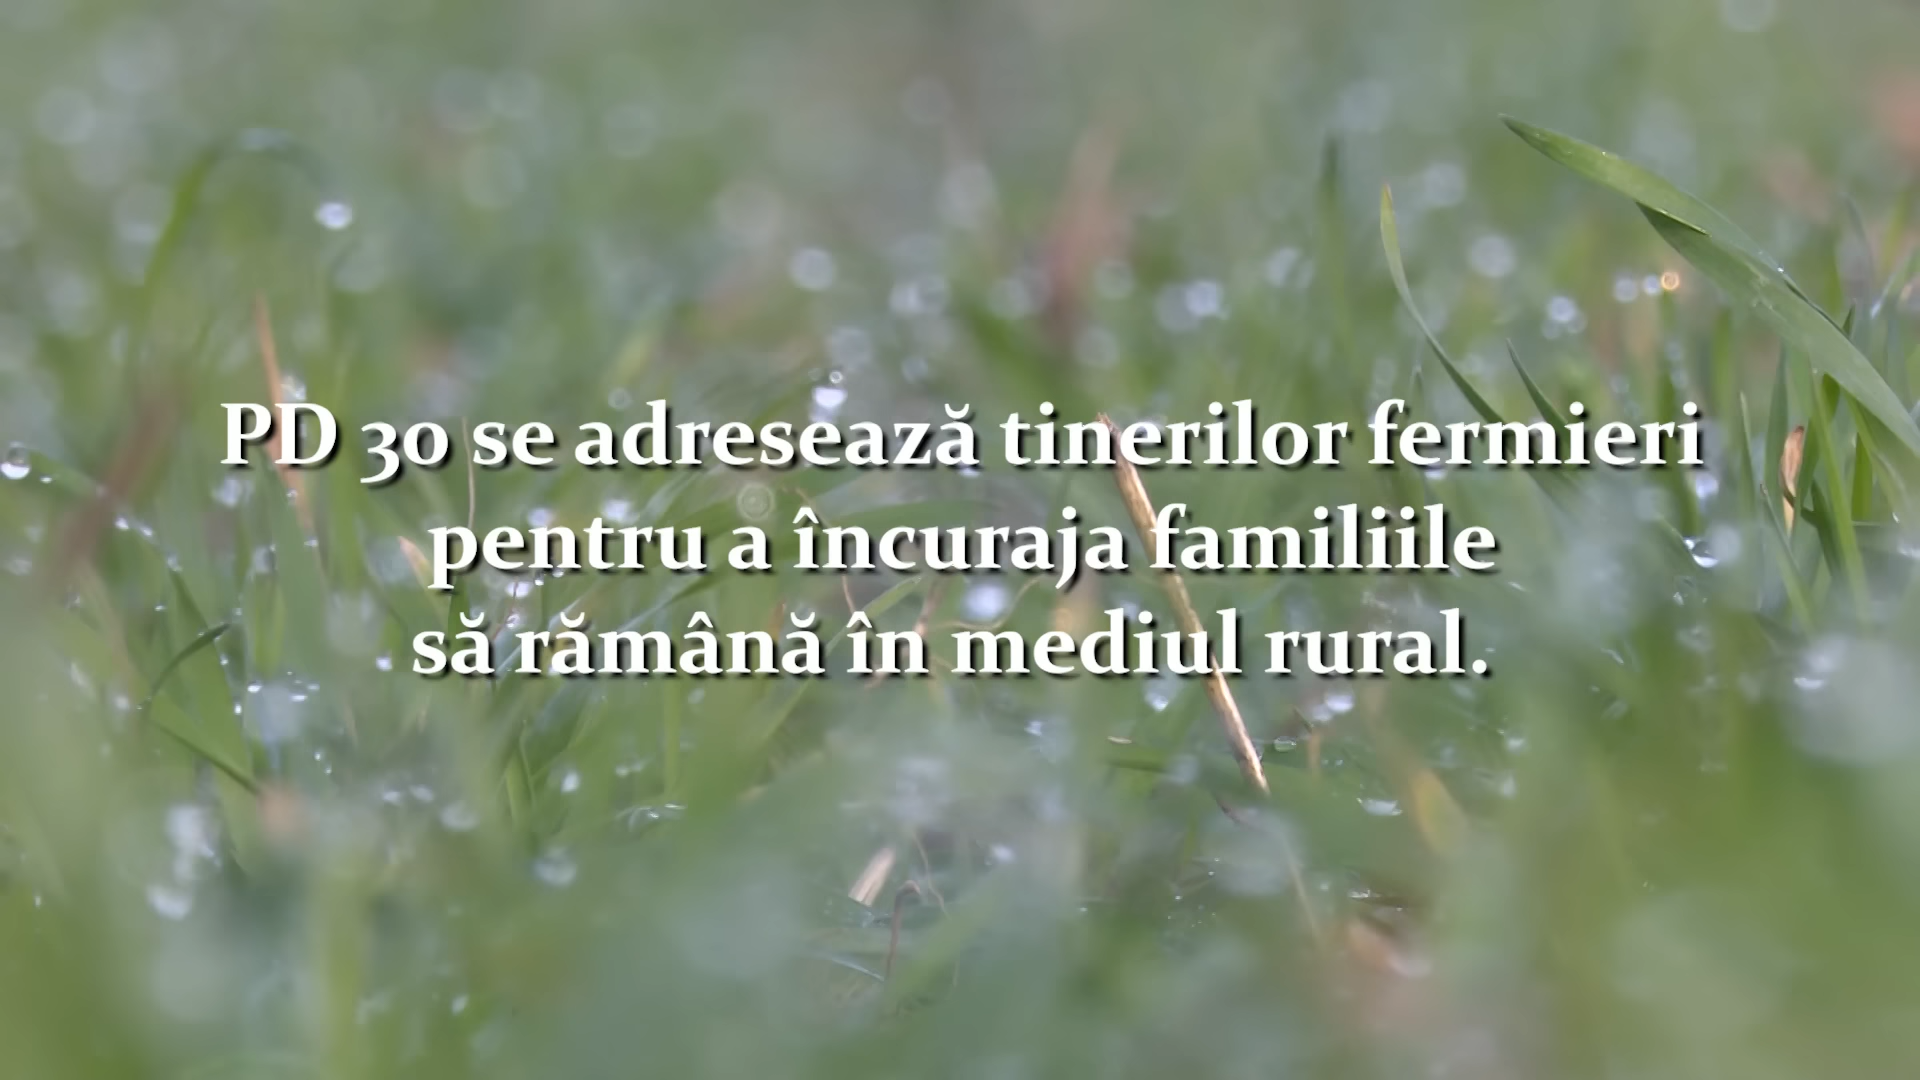 PD 30 se adresează tinerilor fermieri
pentru a încuraja familiile
să rămână în mediul rural.